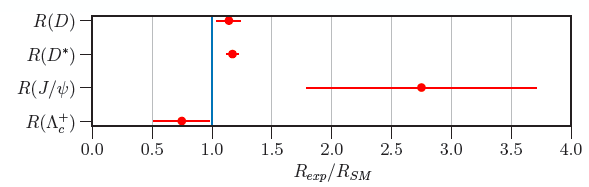 R(D)
R(D*)
R(J/ψ)
R(Λc+)
0.0 0.5 1.0 1.5 2.0 2.5 3.0 3.5 4.0
Rexp/RSM